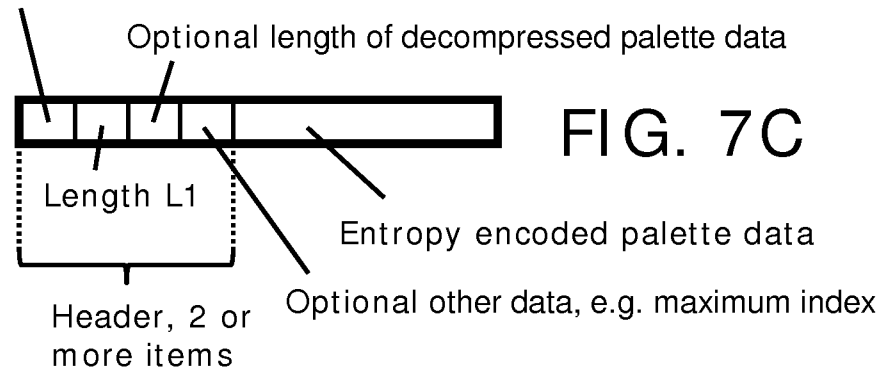 Optional length of decompressed palette data
FIG. 7C
Length L1
Entropy encoded palette data
Optional other data, e.g. maximum index
Header, 2 or
more items